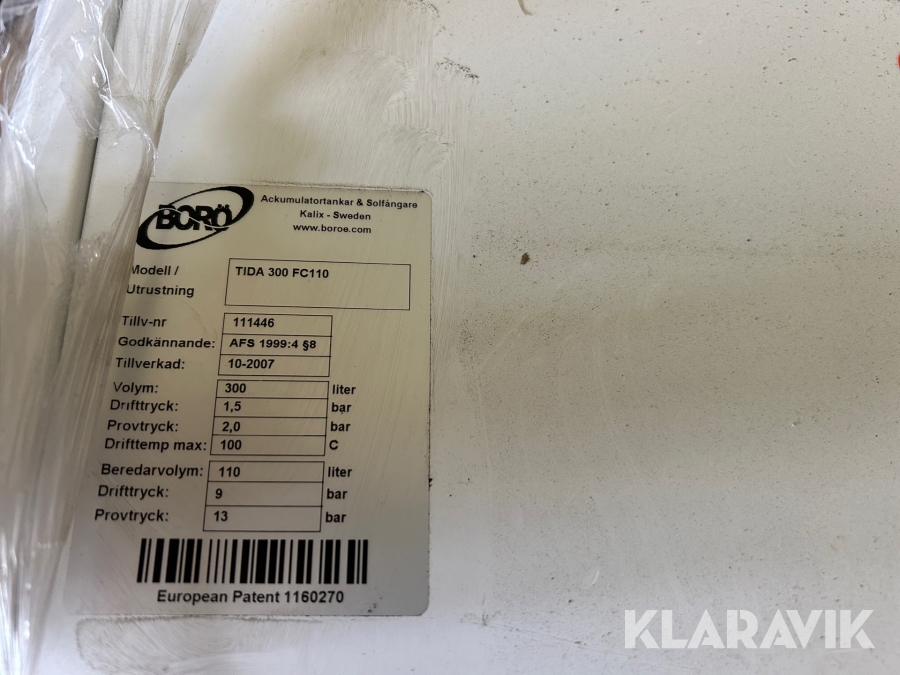 BORÖ
Ackumulatortankar & Solfångare
Kalix - Sweden
www.boroe.com
Modell / TIDA 300 FC110
Utrustning
Tillv-nr 111446
Godkännande: AFS 1999:4 §8
Tillverkad: 10-2007
Volym: 300 liter
Drifttryck: 1,5 bar
Provtryck: 2,0 bar
Drifttemp max: 100 C
Beredarvolym: 110 liter
Drifttryck: 9 bar
Provtryck: 13 bar
European Patent 1160270
KLARAVIK